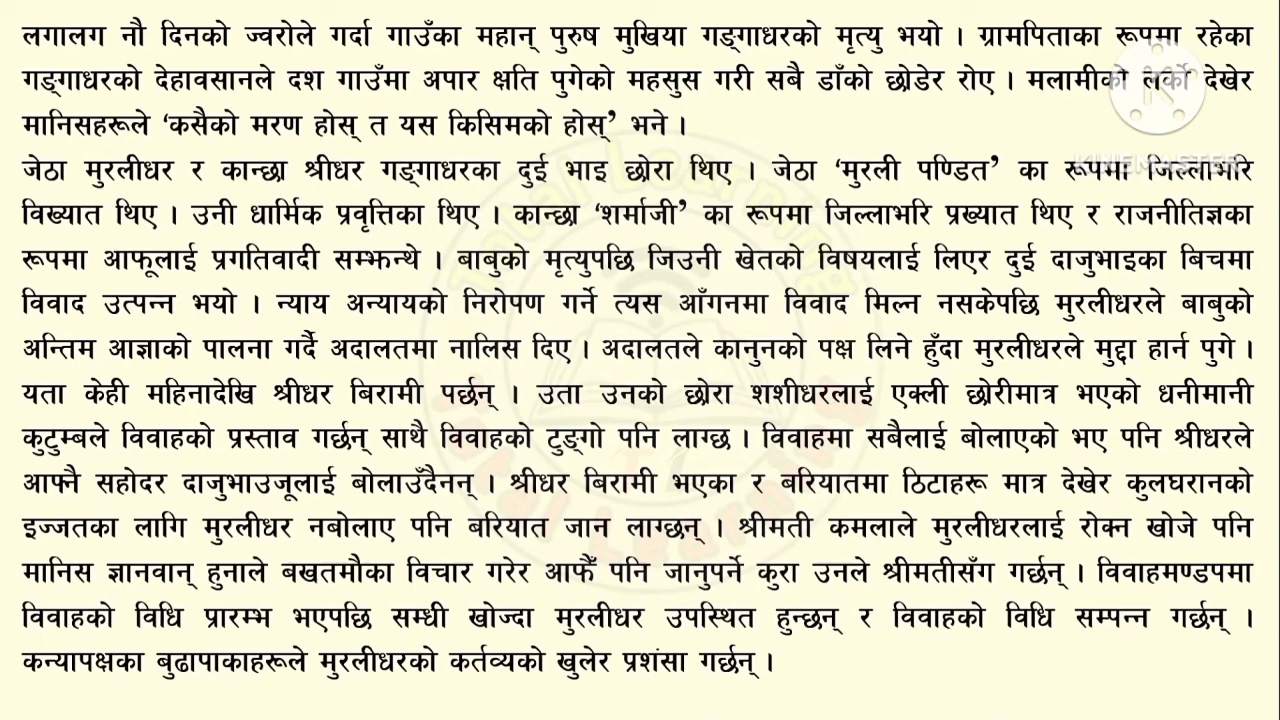 लगालग नौ दिनको ज्वरोले गर्दा गाउँका महान् पुरुष मुखिया गङ्गाधरको मृत्यु भयो । ग्रामपिताका रूपमा रहेका
गङ्गाधरको देहावसानले दश गाउँमा अपार क्षति पुगेको महसुस गरी सबै डाँको छोडेर रोए । मलामीको लर्को देखेर
मानिसहरूले ‘कसैको मरण होस् त यस किसिमको होस्’ भने ।
जेठा मुरलीधर र कान्छा श्रीधर गङ्गाधरका दुई भाइ छोरा थिए । जेठा ‘मुरली पण्डित’ का रूपमा जिल्लाभरि
विख्यात थिए । उनी धार्मिक प्रवृत्तिका थिए । कान्छा ‘शर्माजी’ का रूपमा जिल्लाभरि प्रख्यात थिए र राजनीतिज्ञका
रूपमा आफूलाई प्रगतिवादी सम्झन्थे । बाबुको मृत्युपछि जिउनी खेतको विषयलाई लिएर दुई दाजुभाइका बिचमा
विवाद उत्पन्न भयो । न्याय अन्यायको निरोपण गर्ने त्यस आँगनमा विवाद मिल्न नसकेपछि मुरलीधरले बाबुको
अन्तिम आज्ञाको पालना गर्दै अदालतमा नालिस दिए । अदालतले कानुनको पक्ष लिने हुँदा मुरलीधरले मुद्दा हार्न पुगे ।
यता केही महिनादेखि श्रीधर बिरामी पर्छन् । उता उनको छोरा शशीधरलाई एक्ली छोरीमात्र भएको धनीमानी
कुटुम्बले विवाहको प्रस्ताव गर्छन् साथै विवाहको टुङ्गो पनि लाग्छ । विवाहमा सबैलाई बोलाएको भए पनि श्रीधरले
आफ्नै सहोदर दाजुभाउजूलाई बोलाउँदैनन् । श्रीधर बिरामी भएका र बरियातमा ठिटाहरू मात्र देखेर कुलघरानको
इज्जतका लागि मुरलीधर नबोलाए पनि बरियात जान लाग्छन् । श्रीमती कमलाले मुरलीधरलाई रोक्न खोजे पनि
मानिस ज्ञानवान् हुनाले बखतमौका विचार गरेर आफैँ पनि जानुपर्ने कुरा उनले श्रीमतीसँग गर्छन् । विवाहमण्डपमा
विवाहको विधि प्रारम्भ भएपछि सम्धी खोज्दा मुरलीधर उपस्थित हुन्छन् र विवाहको विधि सम्पन्न गर्छन् ।
कन्यापक्षका बुढापाकाहरूले मुरलीधरको कर्तव्यको खुलेर प्रशंसा गर्छन् ।
KINEMASTER